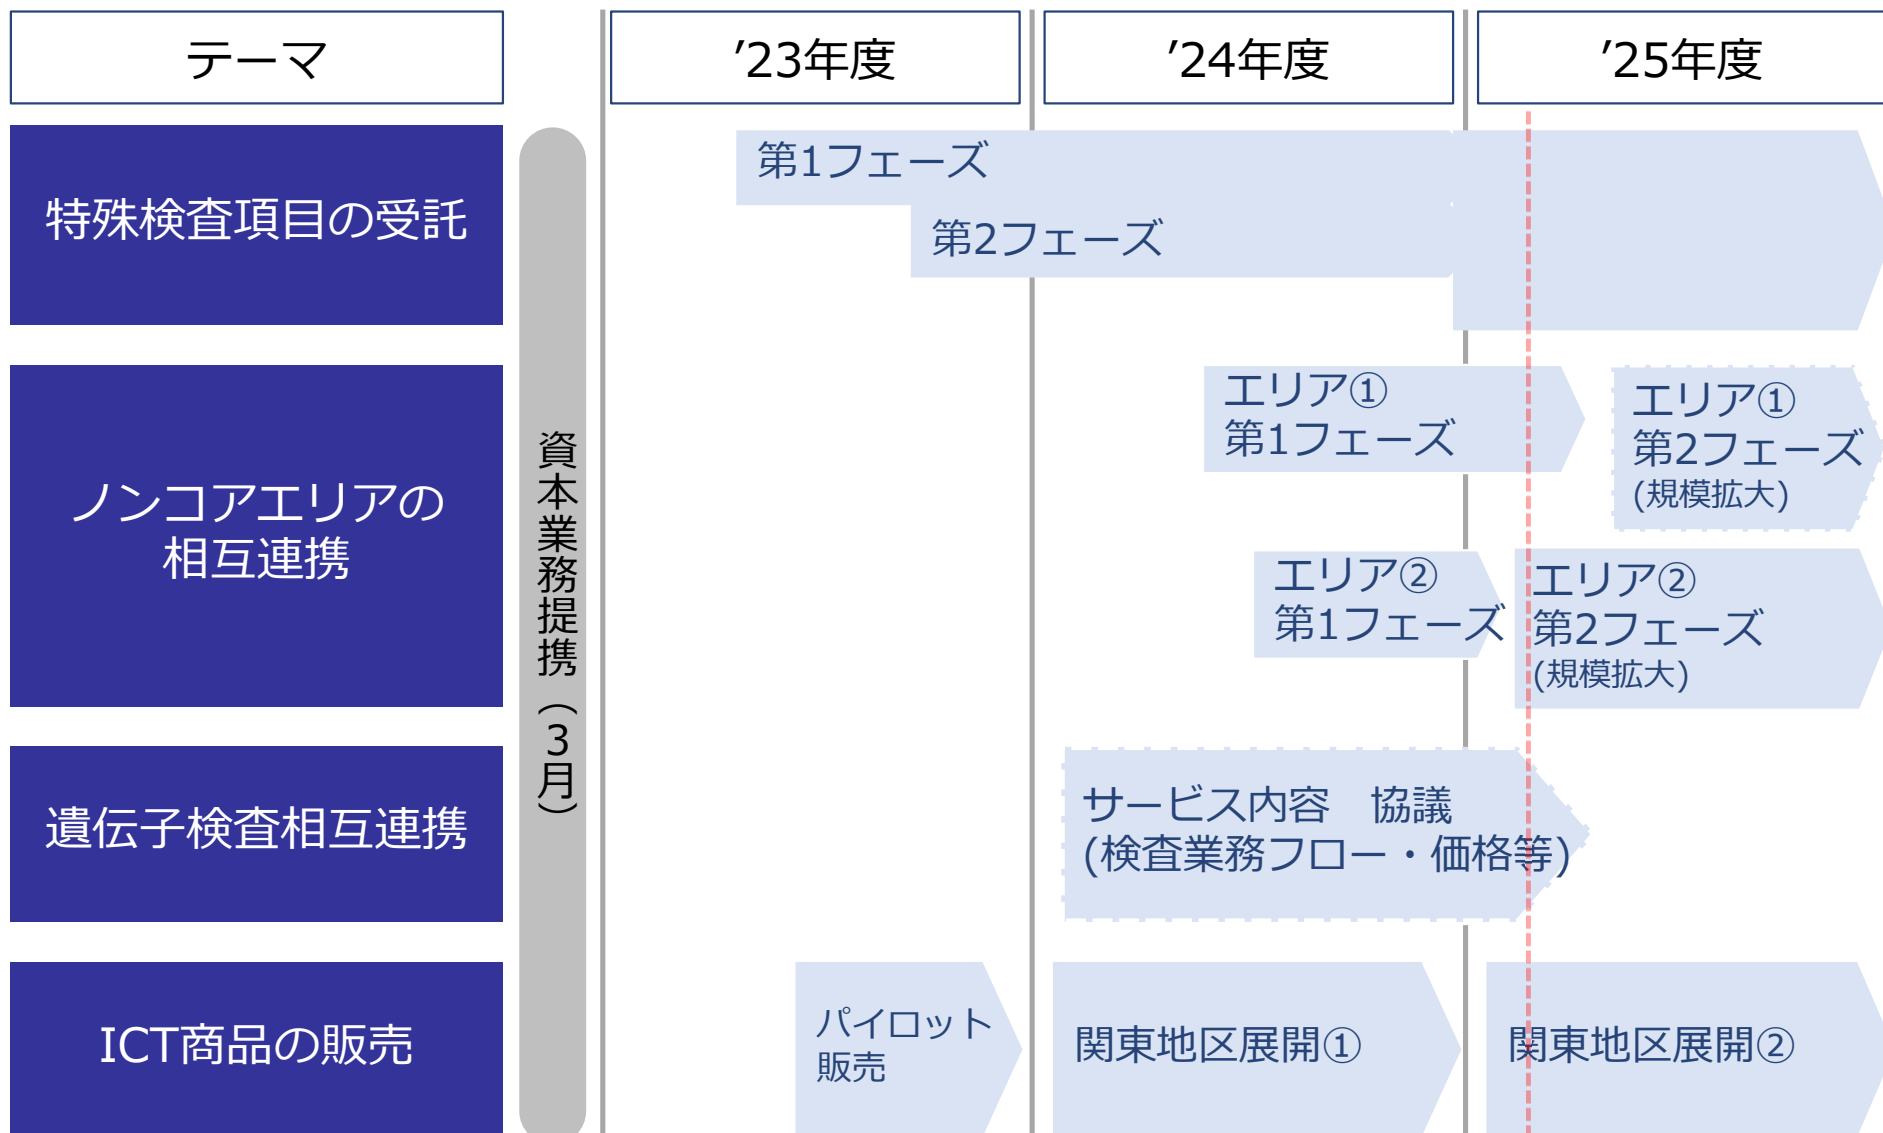 テーマ
’23年度
’24年度
’25年度
特殊検査項目の受託
第1フェーズ
第2フェーズ
資本業務提携（3月）
ノンコアエリアの
相互連携
エリア①
第1フェーズ
エリア①
第2フェーズ
(規模拡大)
エリア②
第1フェーズ
エリア②
第2フェーズ
(規模拡大)
遺伝子検査相互連携
サービス内容　協議
(検査業務フロー・価格等)
ICT商品の販売
パイロット
販売
関東地区展開①
関東地区展開②